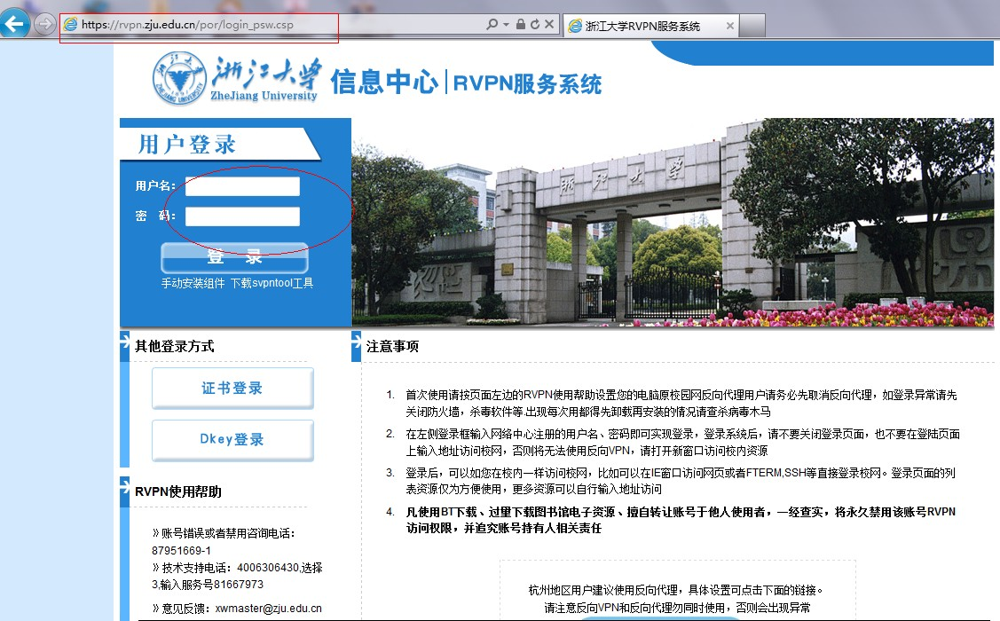 https://rvpn.zju.edu.cn/por/login_psw.csp
浙江大学RVPN服务系统
浙江大学
ZheJiang University
信息中心
RVPN服务系统
用户登录
用户名：
密 码：
登 录
手动安装组件 下载svpntool工具
浙江大学
其他登录方式
证书登录
Dkey登录
RVPN使用帮助
》账号错误或者禁用咨询电话：
87951669-1
》技术支持电话：4006306430,选择
3,输入服务号81667973
》意见反馈：xwmaster@zju.edu.cn
注意事项
1. 首次使用请按页面左边的RVPN使用帮助设置您的电脑原校园网反向代理用户请务必先取消反向代理，如登录异常请先
关闭防火墙，杀毒软件等.出现每次用都得先卸载再安装的情况请查杀病毒木马
2. 在左侧登录框输入网络中心注册的用户名、密码即可实现登录，登录系统后，请不要关闭登录页面，也不要在登陆页面
上输入地址访问校网，否则将无法使用反向VPN，请打开新窗口访问校内资源
3. 登录后，可以如您在校内一样访问校网，比如可以在IE窗口访问网页或者FTERM,SSH等直接登录校网。登录页面的列
表资源仅为方便使用，更多资源可以自行输入地址访问
4. 凡使用BT下载、过量下载图书馆电子资源、擅自转让账号于他人使用者，一经查实，将永久禁用该账号RVPN
访问权限，并追究账号持有人相关责任
杭州地区用户建议使用反向代理，具体设置可点击下面的链接。
请注意反向VPN和反向代理勿同时使用，否则会出现异常